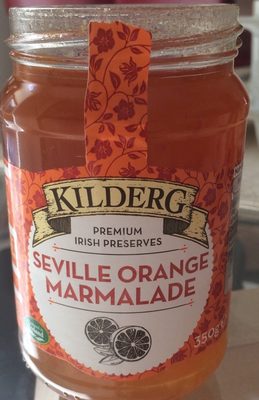 KILDERG
PREMIUM
IRISH PRESERVES
SEVILLE ORANGE
MARMALADE
350g